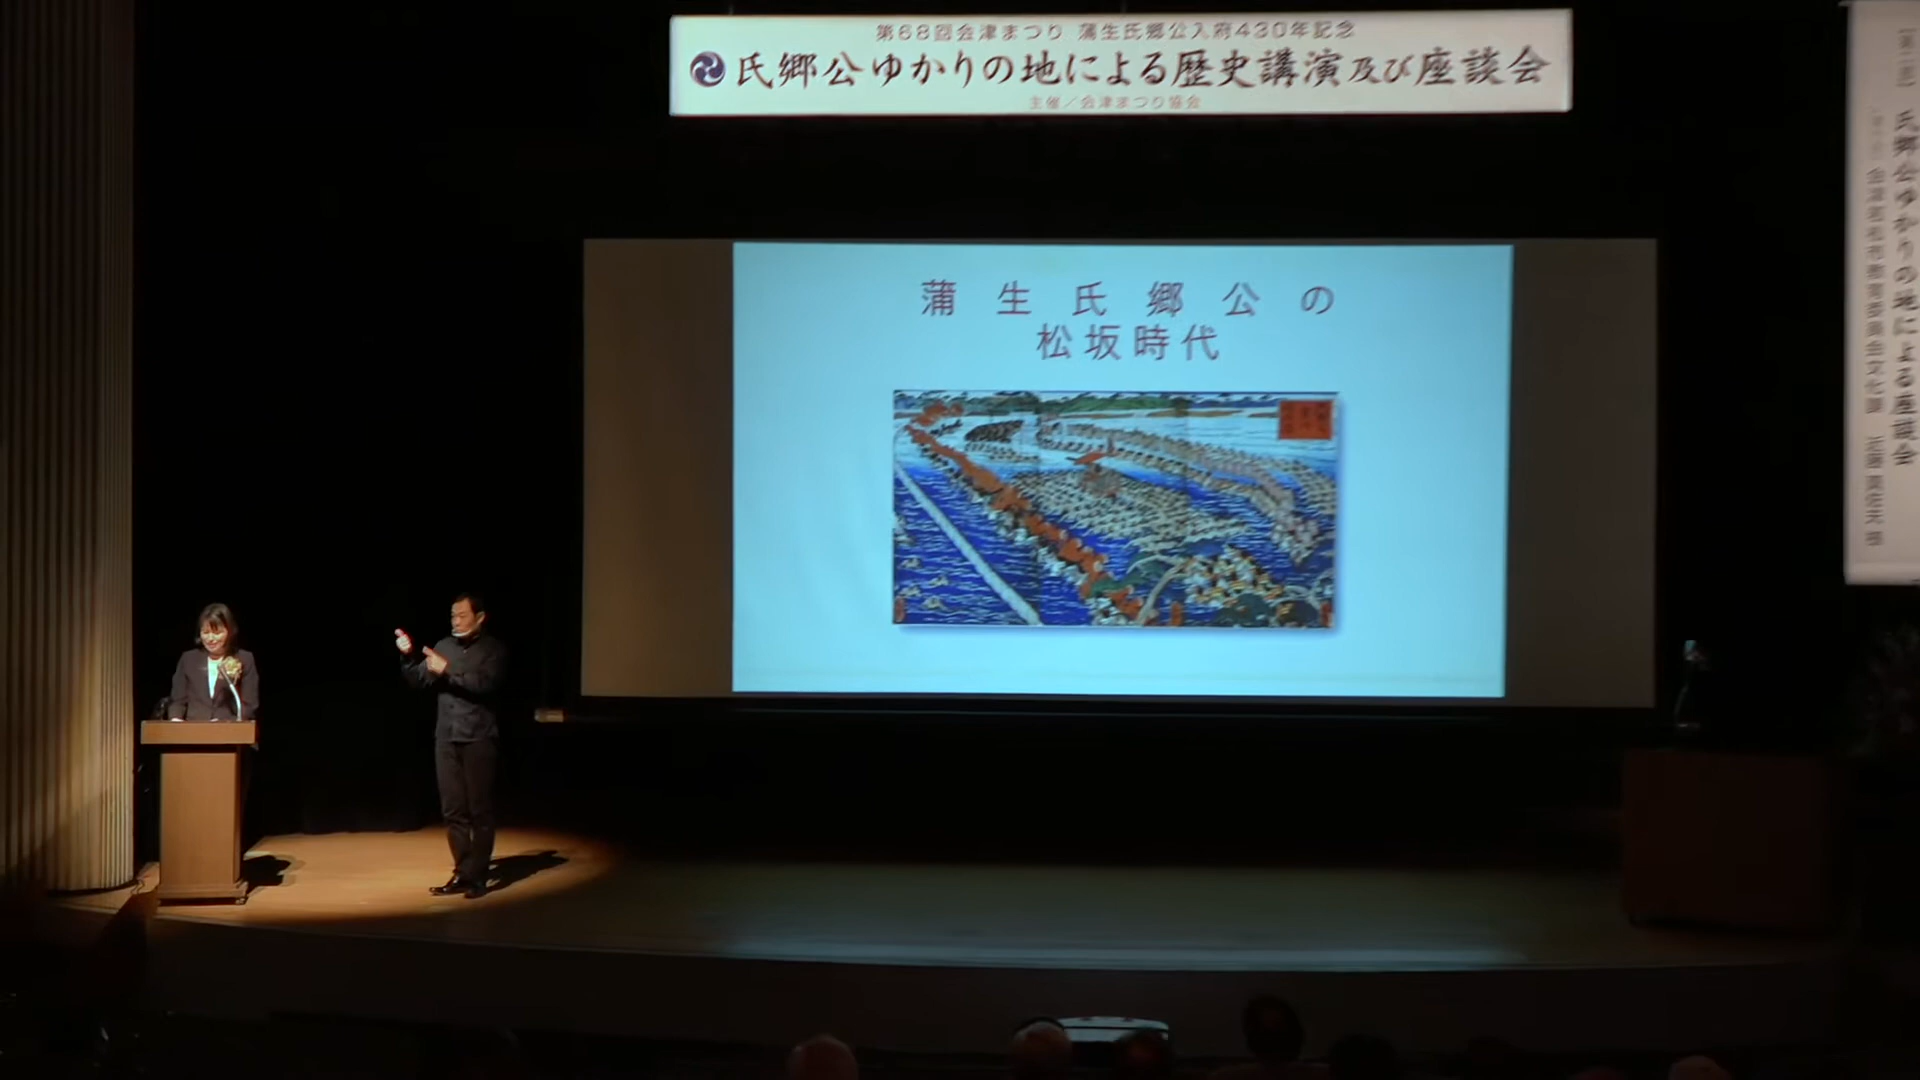 第68回会津まつり 蒲生氏郷公入府430年記念
氏郷公ゆかりの地による歴史講演及び座談会
主催／会津まつり協会
蒲生氏郷公の
松坂時代
氏郷公ゆかりの地による座談会